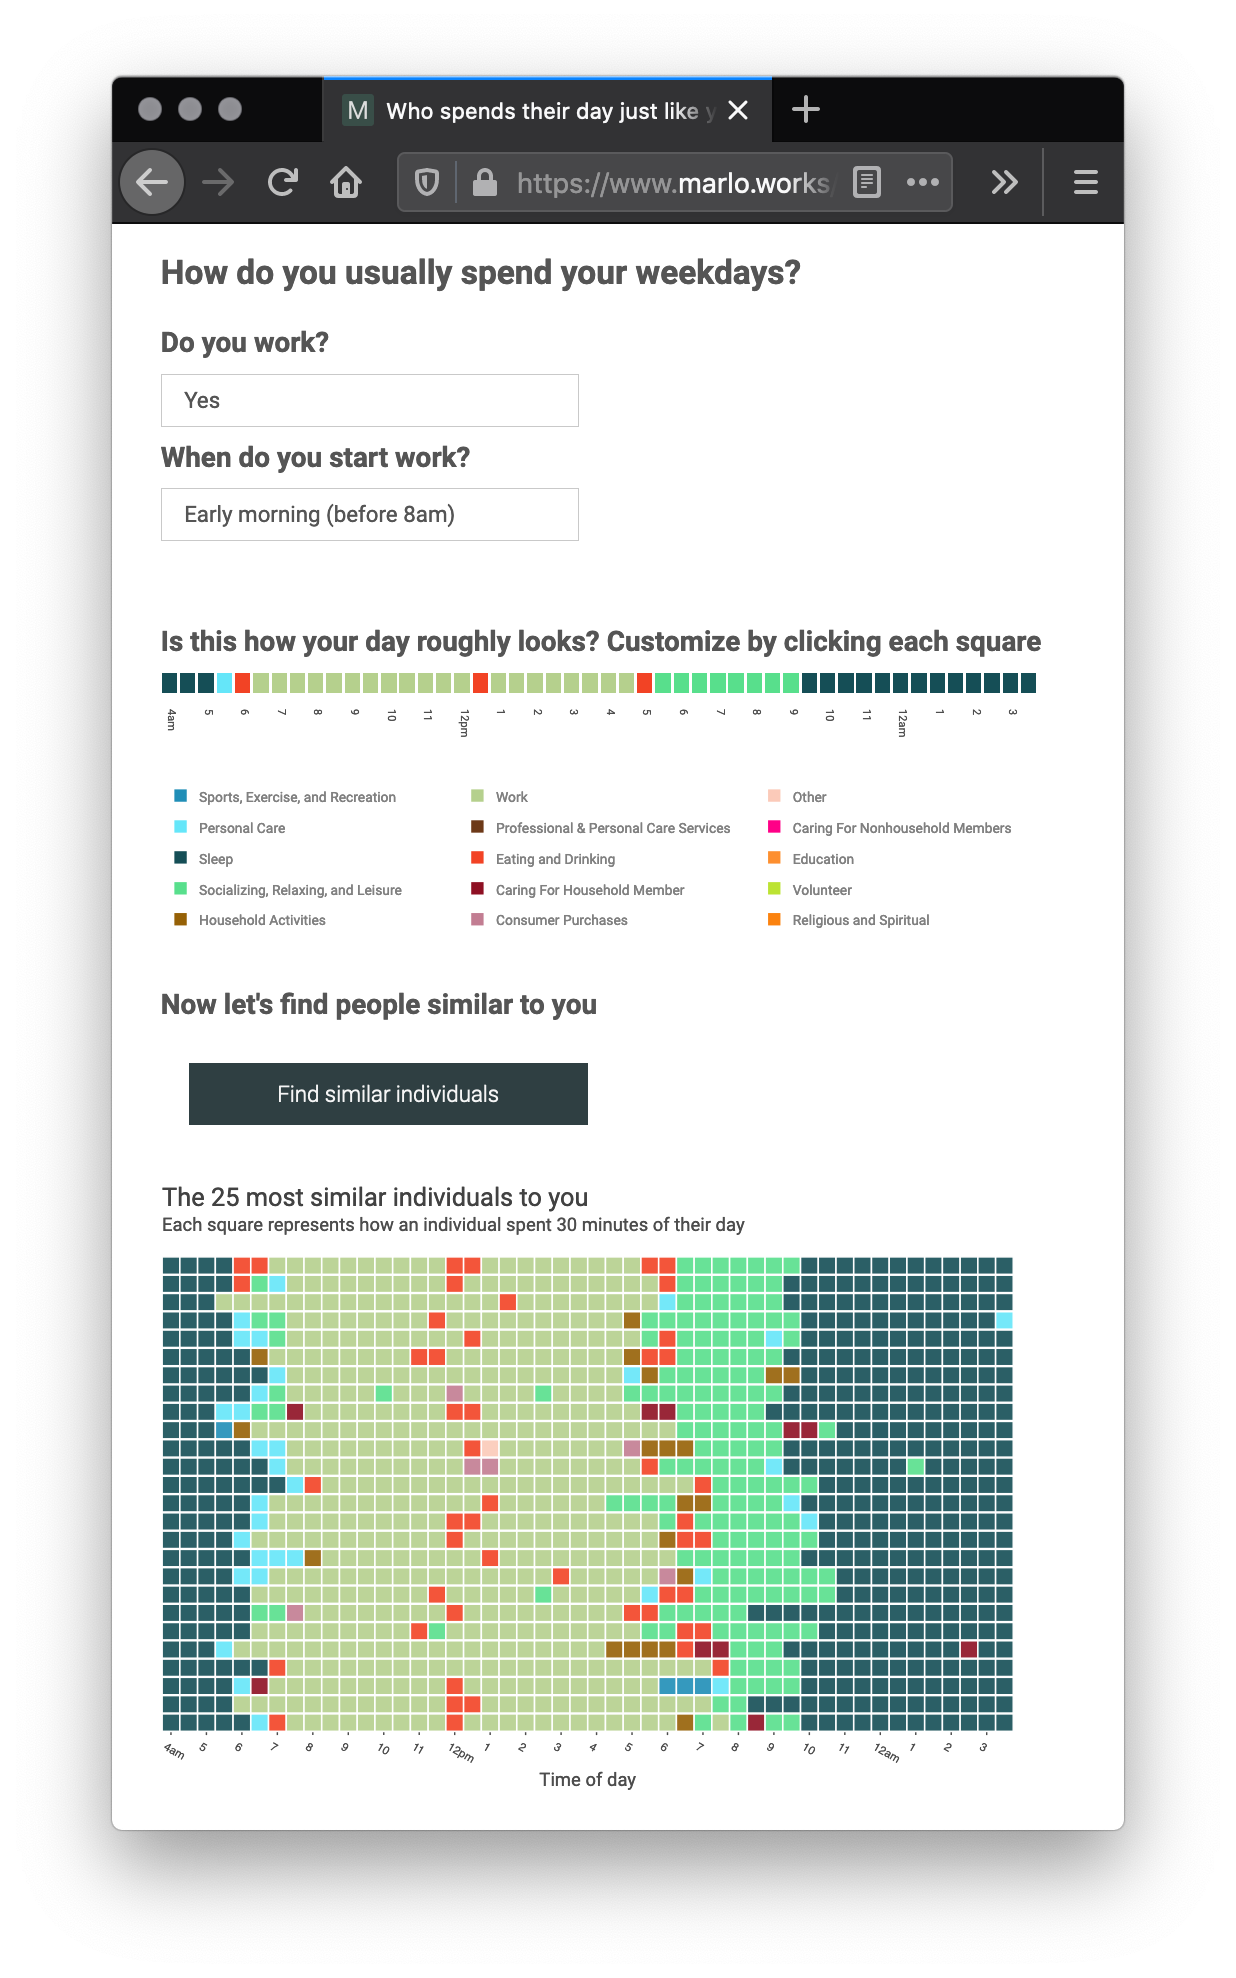 M Who spends their day just like y
https://www.marlo.works/
How do you usually spend your weekdays?
Do you work?
Yes
When do you start work?
Early morning (before 8am)
Is this how your day roughly looks? Customize by clicking each square
4am 5 6 7 8 9 10 11 12pm 1 2 3 4 5 6 7 8 9 10 11 12am 1 2 3
Sports, Exercise, and Recreation Work Other
Personal Care Professional & Personal Care Services Caring For Nonhousehold Members
Sleep Eating and Drinking Education
Socializing, Relaxing, and Leisure Caring For Household Member Volunteer
Household Activities Consumer Purchases Religious and Spiritual
Now let's find people similar to you
Find similar individuals
The 25 most similar individuals to you
Each square represents how an individual spent 30 minutes of their day
4am 5 6 7 8 9 10 11 12pm 1 2 3 4 5 6 7 8 9 10 11 12am 1 2 3
Time of day